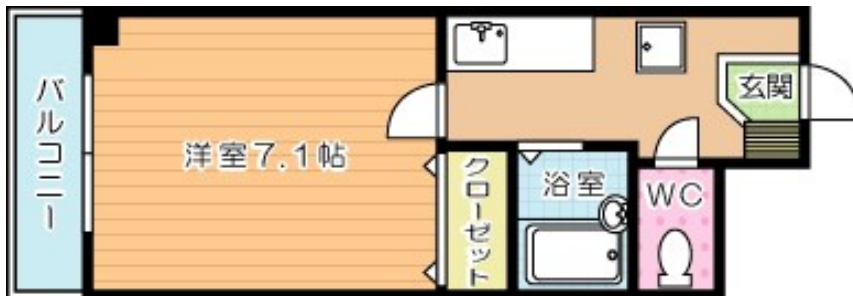 バルコニー
洋室7.1帖
クローゼット
浴室
WC
玄関